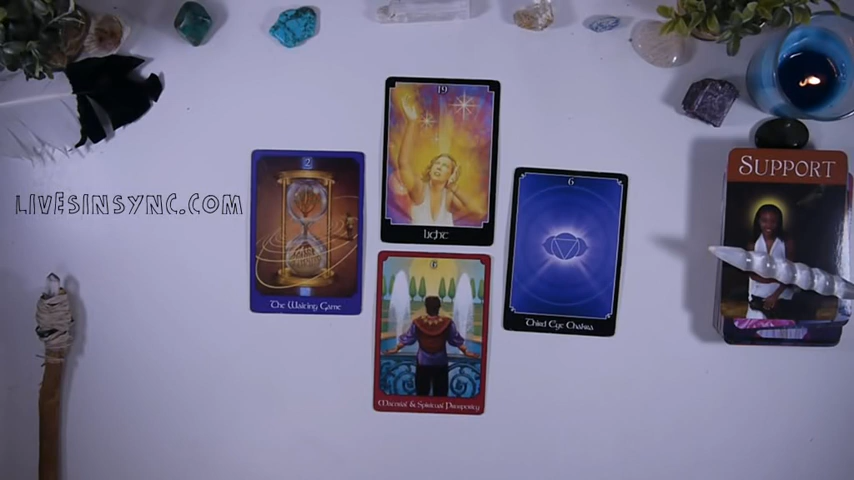 19
Light
2
The Waiting Game
6
Third Eye Chakra
6
Material & Spiritual Prosperity
SUPPORT
LIVESINSYNC.COM